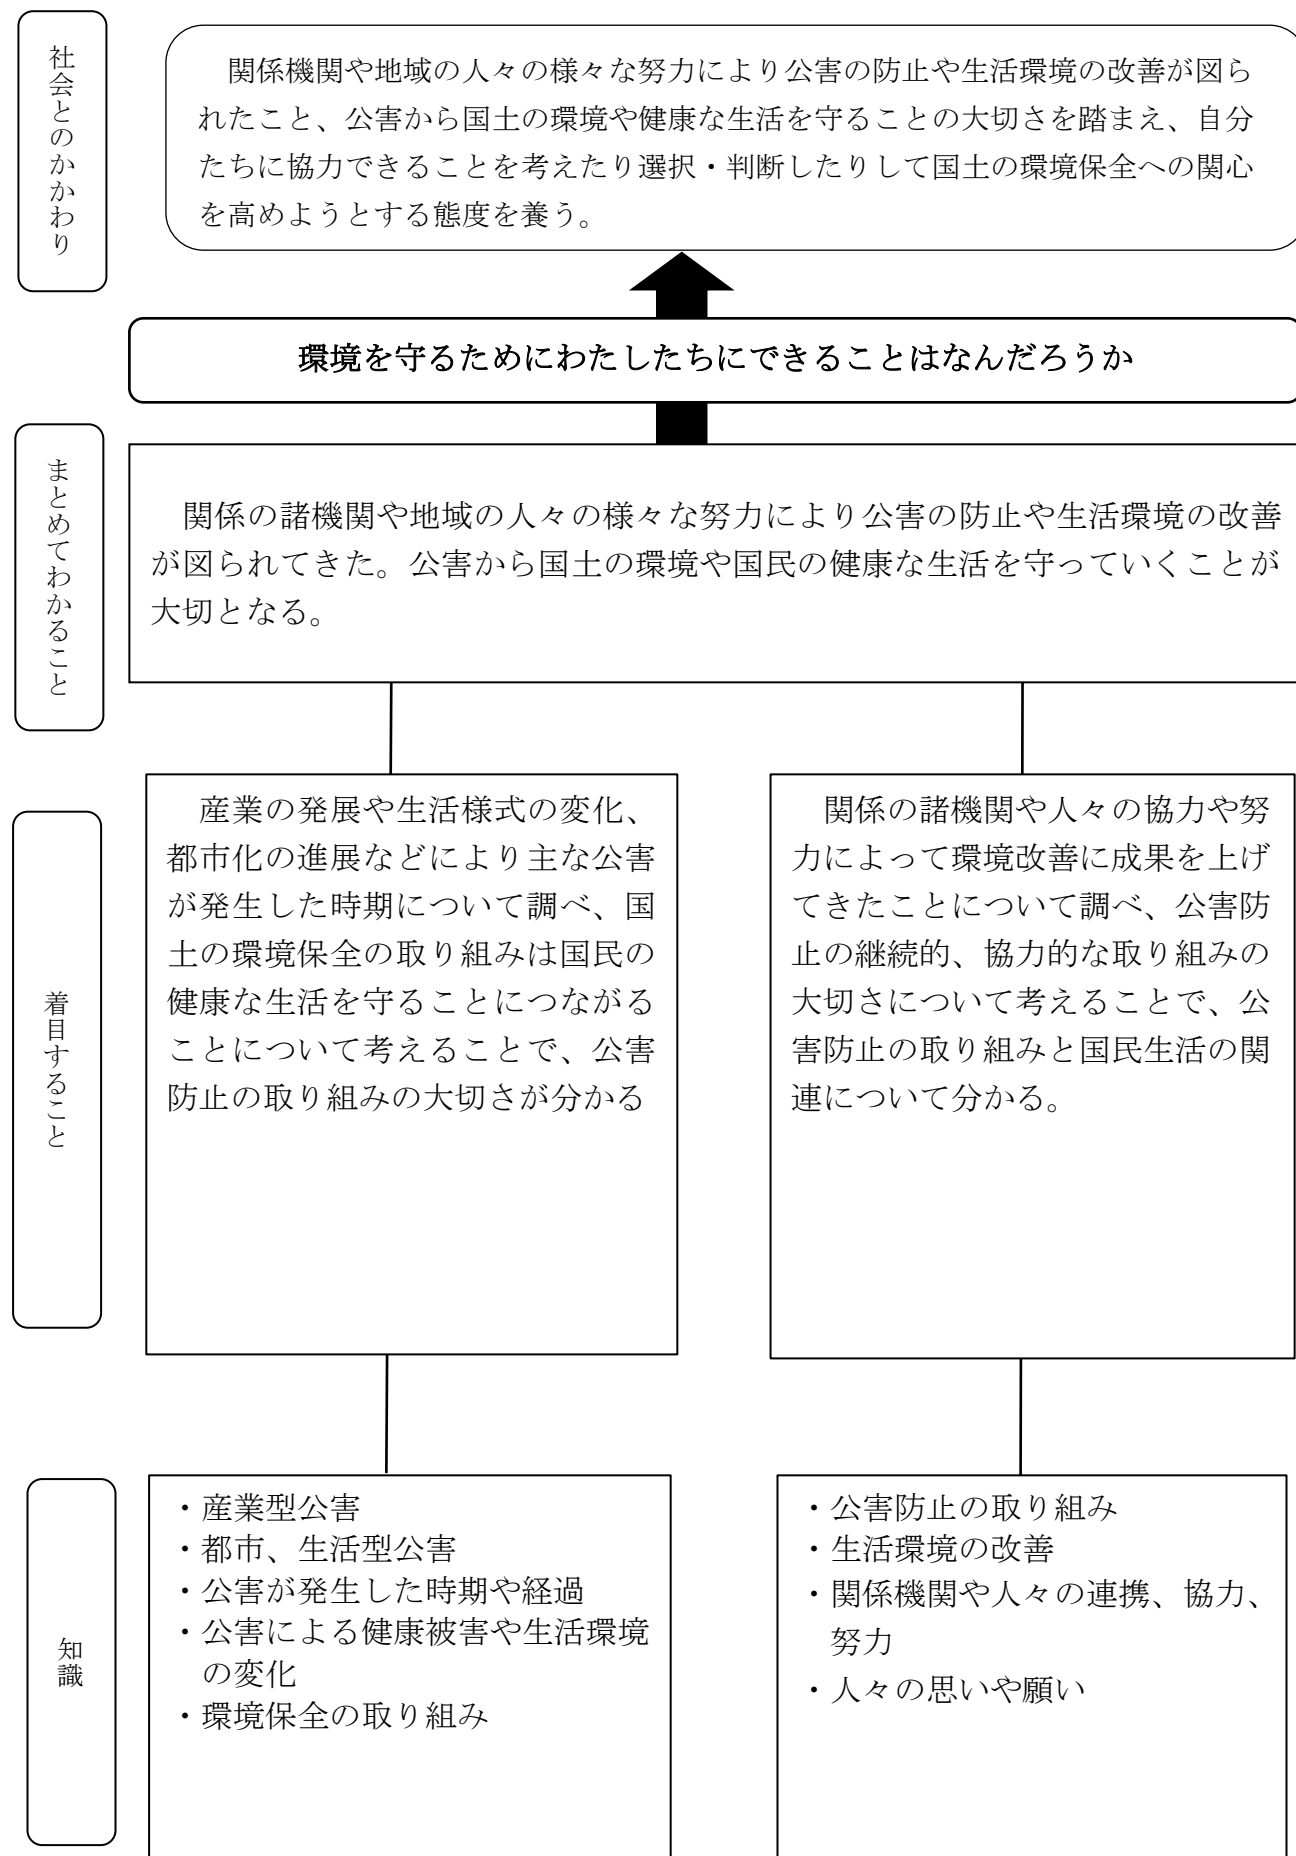 社会とのかかわり
関係機関や地域の人々の様々な努力により公害の防止や生活環境の改善が図ら
れたこと、公害から国土の環境や健康な生活を守ることの大切さを踏まえ、自分
たちに協力できることを考えたり選択・判断したりして国土の環境保全への関心
を高めようとする態度を養う。
環境を守るためにわたしたちにできることはなんだろうか
まとめてわかること
関係の諸機関や地域の人々の様々な努力により公害の防止や生活環境の改善
が図られてきた。公害から国土の環境や国民の健康な生活を守っていくことが
大切となる。
着目すること
産業の発展や生活様式の変化、
都市化の進展などにより主な公害
が発生した時期について調べ、国
土の環境保全の取り組みは国民の
健康な生活を守ることにつながる
ことについて考えることで、公害
防止の取り組みの大切さが分かる
関係の諸機関や人々の協力や努
力によって環境改善に成果を上げ
てきたことについて調べ、公害防
止の継続的、協力的な取り組みの
大切さについて考えることで、公
害防止の取り組みと国民生活の関
連について分かる。
知識
・産業型公害
・都市、生活型公害
・公害が発生した時期や経過
・公害による健康被害や生活環境
の変化
・環境保全の取り組み
・公害防止の取り組み
・生活環境の改善
・関係機関や人々の連携、協力、
努力
・人々の思いや願い